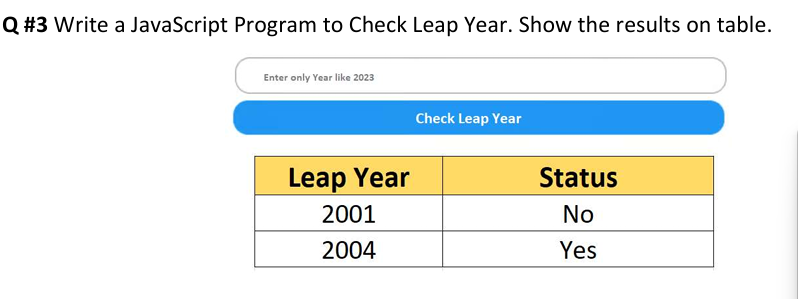 Q #3 Write a JavaScript Program to Check Leap Year. Show the results on table.
Enter only Year like 2023
Check Leap Year
Leap Year Status
2001 No
2004 Yes